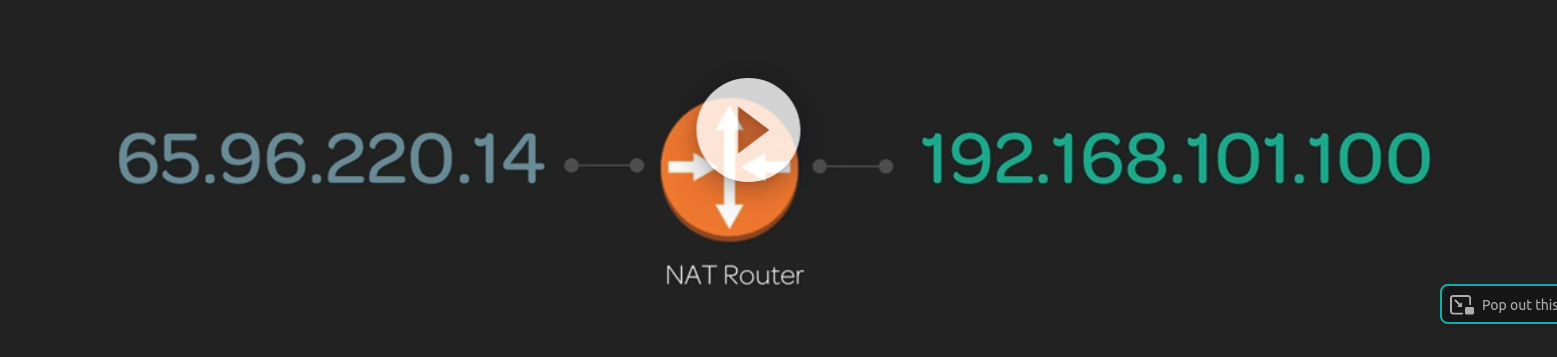 65.96.220.14
192.168.101.100
NAT Router
Pop out this